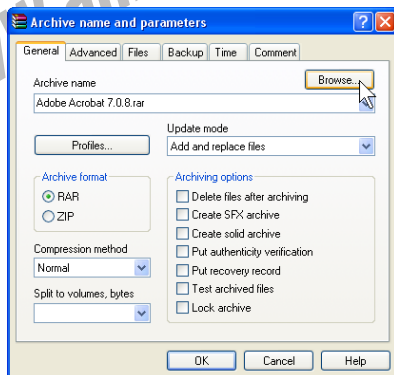 Archive name and parameters
General Advanced Files Backup Time Comment
Archive name
Browse...
Adobe Acrobat 7.0.8.rar
Update mode
Profiles...
Add and replace files
Archive format
RAR
ZIP
Archiving options
Delete files after archiving
Create SFX archive
Create solid archive
Put authenticity verification
Put recovery record
Test archived files
Lock archive
Compression method
Normal
Split to volumes, bytes
OK Cancel Help